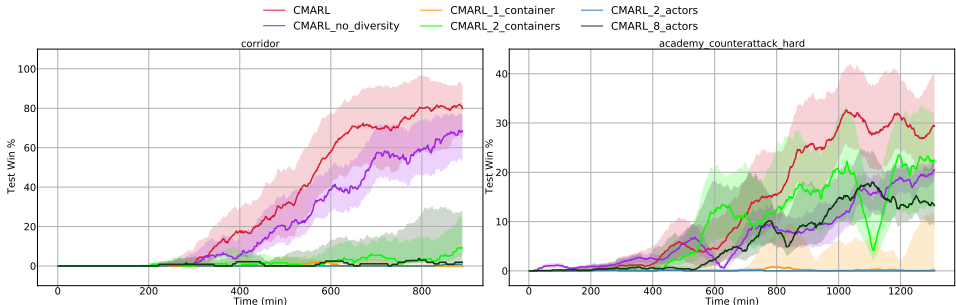 CMARL
CMARL_no_diversity
CMARL_1_container
CMARL_2_containers
CMARL_2_actors
CMARL_8_actors
corridor
100
80
60
40
20
0
Test Win %
0 200 400 600 800
Time (min)
academy_counterattack_hard
40
30
20
10
0
Test Win %
0 200 400 600 800 1000 1200
Time (min)